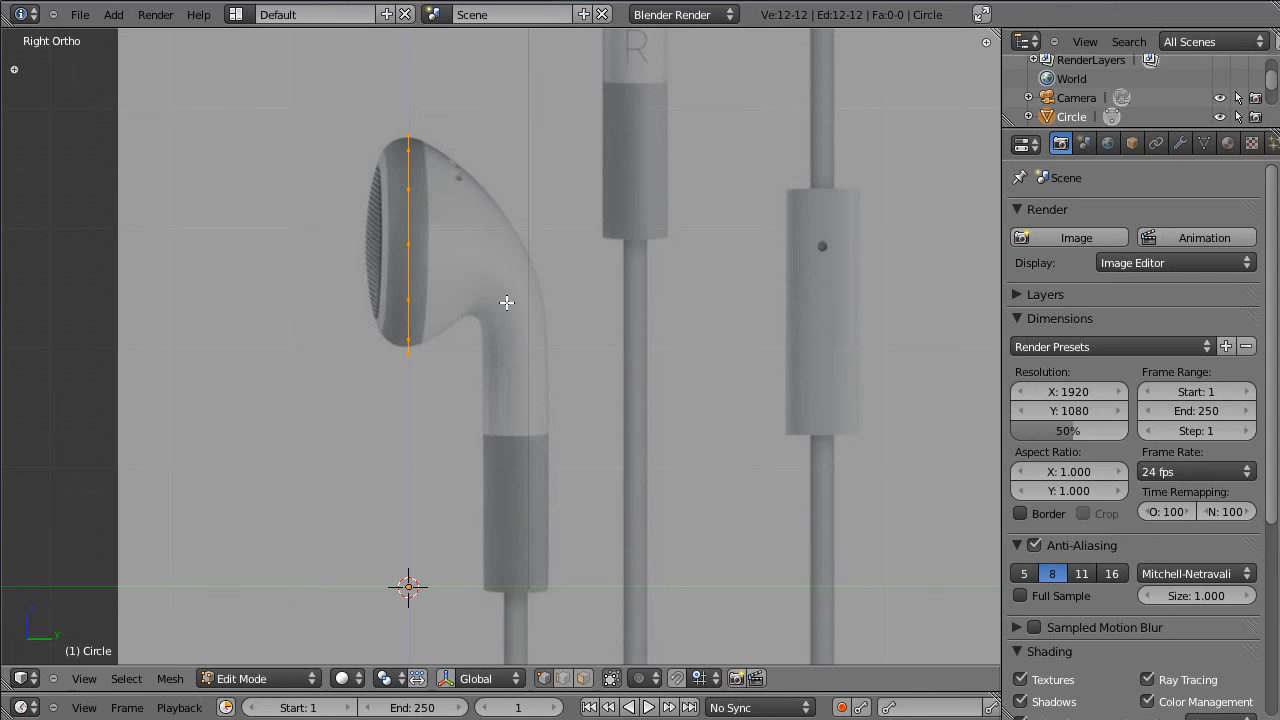 File Add Render Help Default Scene Blender Render Ve:12-12 | Ed:12-12 | Fa:0-0 | Circle
Right Ortho
R
View Search All Scenes
RenderLayers |
World
Camera |
Circle |
Scene
Render
Image Animation
Display: Image Editor
Layers
Dimensions
Render Presets
Resolution: Frame Range:
X: 1920 Start: 1
Y: 1080 End: 250
50% Step: 1
Aspect Ratio: Frame Rate:
X: 1.000 24 fps
Y: 1.000 Time Remapping:
Border Crop O: 100 N: 100
Anti-Aliasing
5 8 11 16 Mitchell-Netravali
Full Sample Size: 1.000
Sampled Motion Blur
Shading
Textures Ray Tracing
Shadows Color Management
z
y
(1) Circle
View Select Mesh Edit Mode Global
View Frame Playback Start: 1 End: 250 1 No Sync